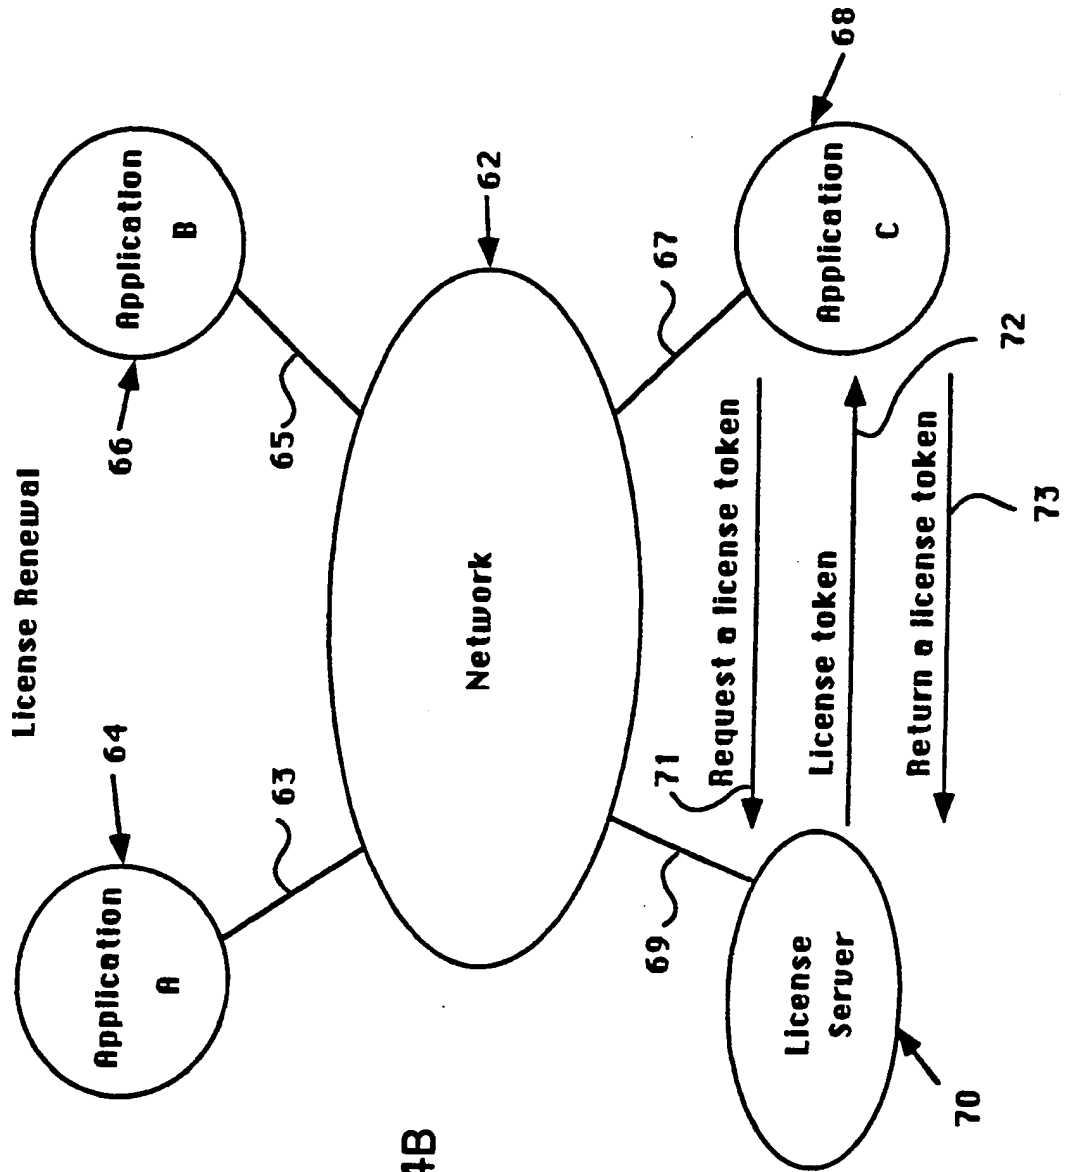 License Renewal
64
Application
A
63
66
Application
B
65
Network
62
67
68
Application
C
69
71
Request a license token
License token
72
Return a license token
73
License
Server
70
4B